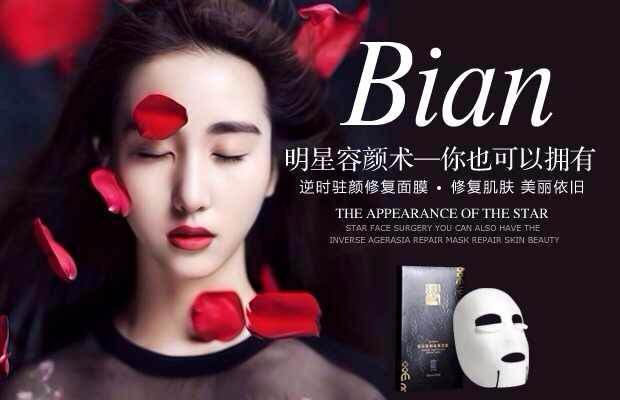 Bian
明星容颜术—你也可以拥有
逆时驻颜修复面膜 • 修复肌肤 美丽依旧
THE APPEARANCE OF THE STAR
STAR FACE SURGERY YOU CAN ALSO HAVE THE
INVERSE AGERASIA REPAIR MASK REPAIR SKIN BEAUTY